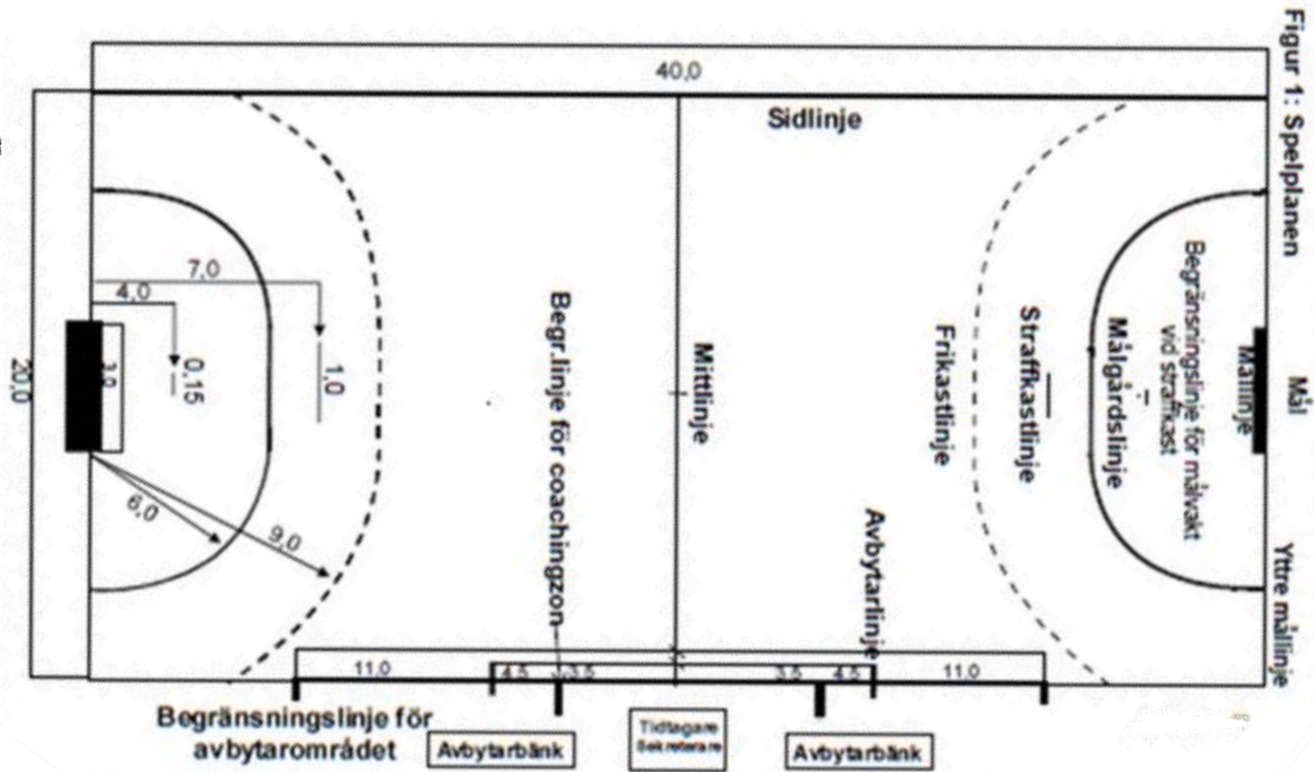 Figur 1: Spelplanen
40,0
Sidlinje
20,0
7,0
4,0
0,15
1,0
3,0
6,0
9,0
Begr.linje för coachingzon
Mittlinje
Avbytarlinje
Frikastlinje
Straffkastlinje
Målgårdslinje
Begränsningslinje för målvakt
vid straffkast
Mållinje
Mål
Yttre mållinje
11,0
4,5
3,5
3,5
4,5
11,0
Begränsningslinje för
avbytarområdet
Avbytarbänk
Tidtagare
Sekreterare
Avbytarbänk